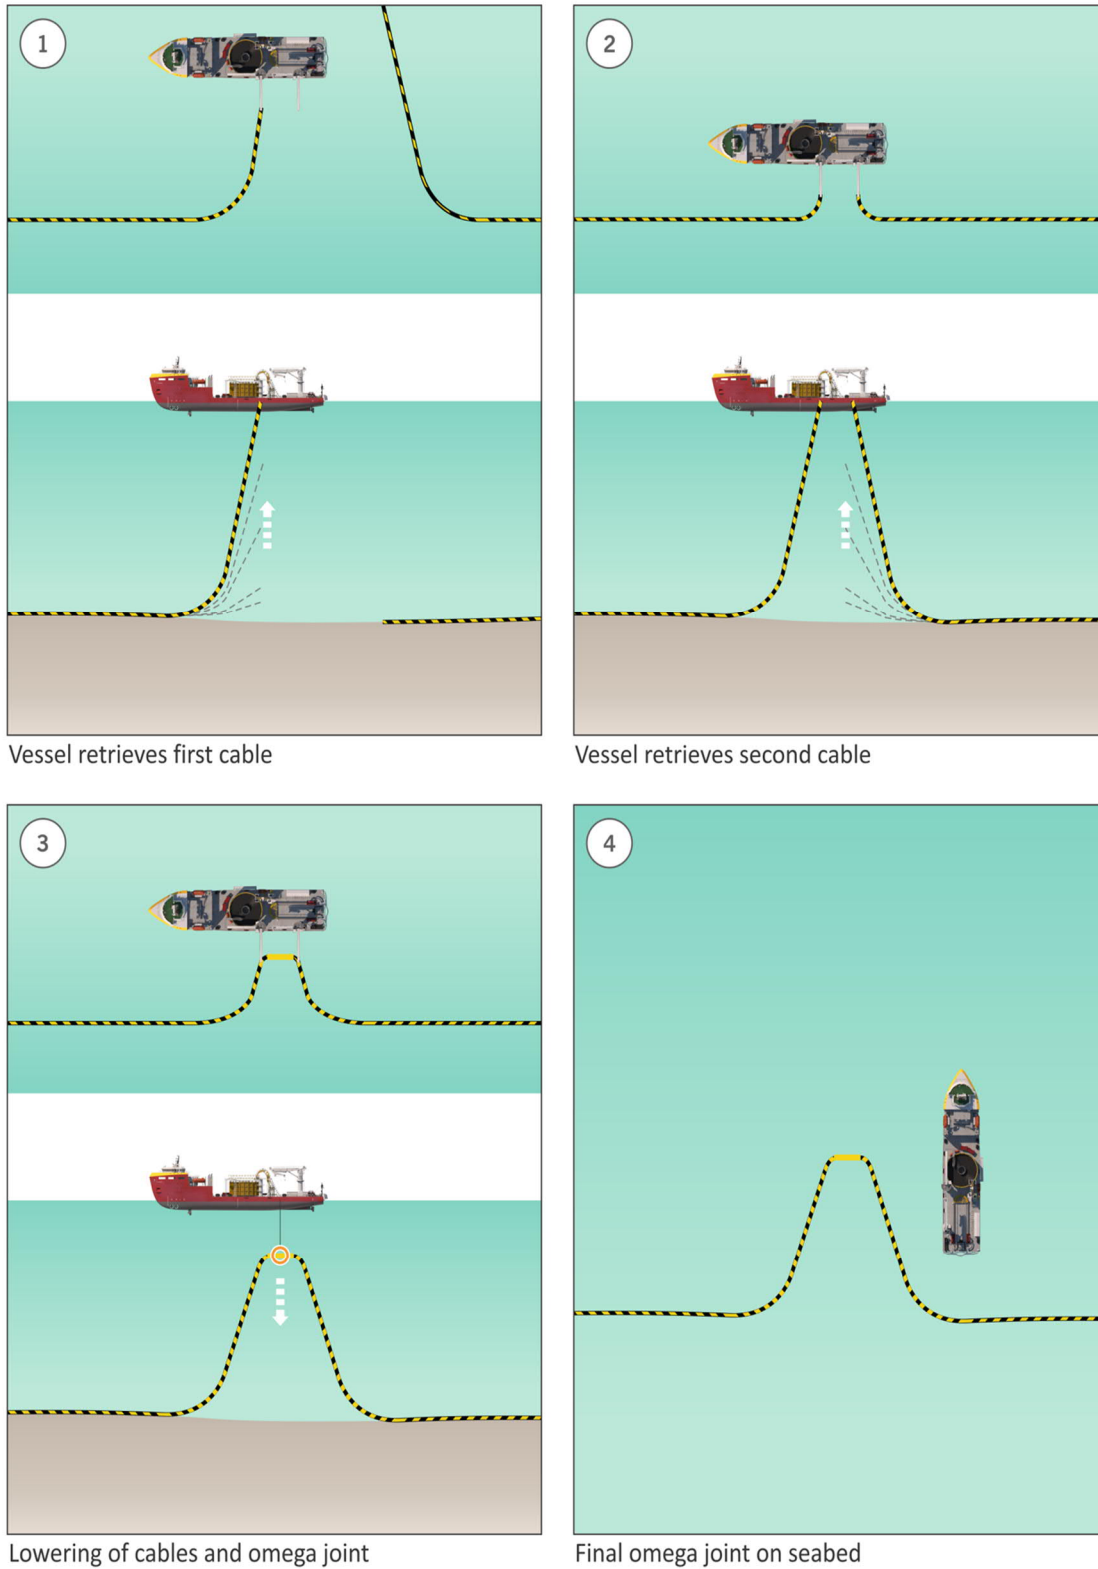 1
2
Vessel retrieves first cable
Vessel retrieves second cable
3
4
Lowering of cables and omega joint
Final omega joint on seabed